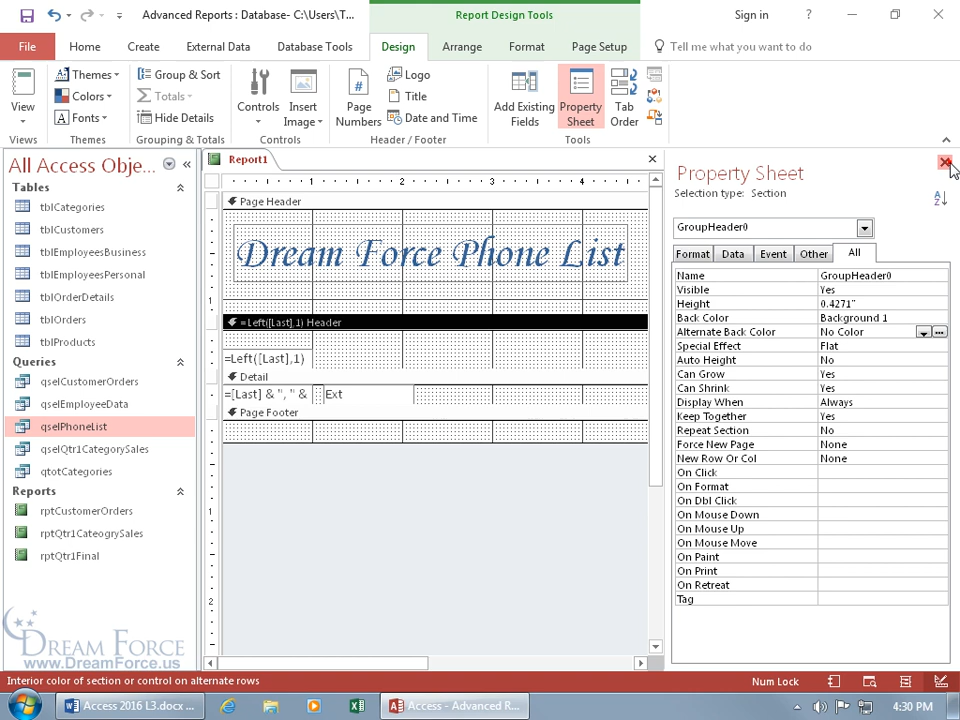 Advanced Reports : Database- C:\Users\T...
Report Design Tools
Sign in
?
File
Home
Create
External Data
Database Tools
Design
Arrange
Format
Page Setup
Tell me what you want to do
View
Themes
Colors
Fonts
Group & Sort
Totals
Hide Details
Controls
Insert Image
Page Numbers
Logo
Title
Date and Time
Add Existing Fields
Property Sheet
Tab Order
Views
Themes
Grouping & Totals
Controls
Header / Footer
Tools
All Access Obje...
Tables
tblCategories
tblCustomers
tblEmployeesBusiness
tblEmployeesPersonal
tblOrderDetails
tblOrders
tblProducts
Queries
qselCustomerOrders
qselEmployeeData
qselPhoneList
qselQtr1CategorySales
qtotCategories
Reports
rptCustomerOrders
rptQtr1CateogrySales
rptQtr1Final
DREAM FORCE
www.DreamForce.us
Report1
1 2 3 4
Page Header
Dream Force Phone List
1
=Left([Last],1) Header
=Left([Last],1)
Detail
=[Last] & ", " &
Ext
Page Footer
1
2
Property Sheet
Selection type: Section
A
Z
GroupHeader0
Format
Data
Event
Other
All
Name GroupHeader0
Visible Yes
Height 0.4271"
Back Color Background 1
Alternate Back Color No Color
Special Effect Flat
Auto Height No
Can Grow Yes
Can Shrink Yes
Display When Always
Keep Together Yes
Repeat Section No
Force New Page None
New Row Or Col None
On Click
On Format
On Dbl Click
On Mouse Down
On Mouse Up
On Mouse Move
On Paint
On Print
On Retreat
Tag
Interior color of section or control on alternate rows
Num Lock
Access 2016 L3.docx ...
Access - Advanced R...
4:30 PM